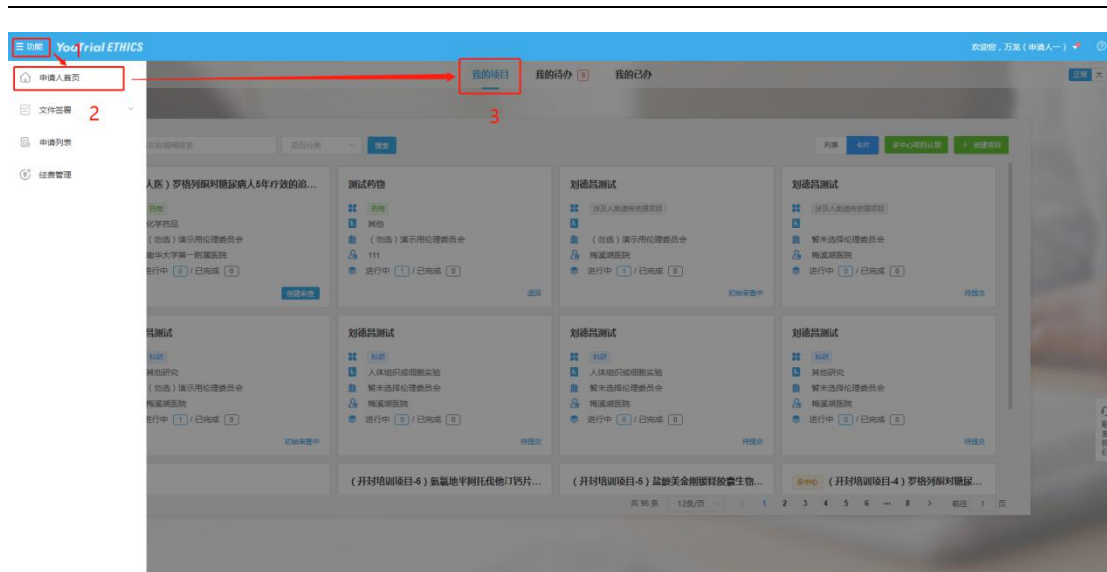 三 功能 YooTrial ETHICS 欢迎您，万宠（申请人一）
1
申请人首页 我的项目 我的待办 9 我的已办 正常 大
文件签署 2 3
申请列表 项目分类 搜索 列表 卡片 多中心项目认领 + 创建项目
经费管理
人医）罗格列酮对糖尿病人5年疗效的追... 测试药物 刘德昌测试 刘德昌测试
药物 药物 涉及人类遗传资源项目 涉及人类遗传资源项目
化学药品 其他
（勿选）演示用伦理委员会 （勿选）演示用伦理委员会 （勿选）演示用伦理委员会 暂未选择伦理委员会
南华大学第一附属医院 111 梅溪湖医院 梅溪湖医院
进行中 0 / 已完成 0 进行中 1 / 已完成 0 进行中 1 / 已完成 0 进行中 0 / 已完成 0
创建审查 退回 初始审查中 待提交
昌测试 刘德昌测试 刘德昌测试 刘德昌测试
科研 科研 科研 科研
其他研究 人体组织或细胞实验 人体组织或细胞实验 其他研究
（勿选）演示用伦理委员会 暂未选择伦理委员会 暂未选择伦理委员会 暂未选择伦理委员会
梅溪湖医院 梅溪湖医院 梅溪湖医院 梅溪湖医院
进行中 1 / 已完成 0 进行中 0 / 已完成 0 进行中 0 / 已完成 0 进行中 0 / 已完成 0
初始审查中 待提交 待提交 待提交
（开封培训项目-6）氨氯地平阿托伐他汀钙片... （开封培训项目-5）盐酸美金刚缓释胶囊生物... 多中心 （开封培训项目-4）罗格列酮对糖尿...
共 96 条 12条/页 < 1 2 3 4 5 6 ... 8 > 前往 1 页